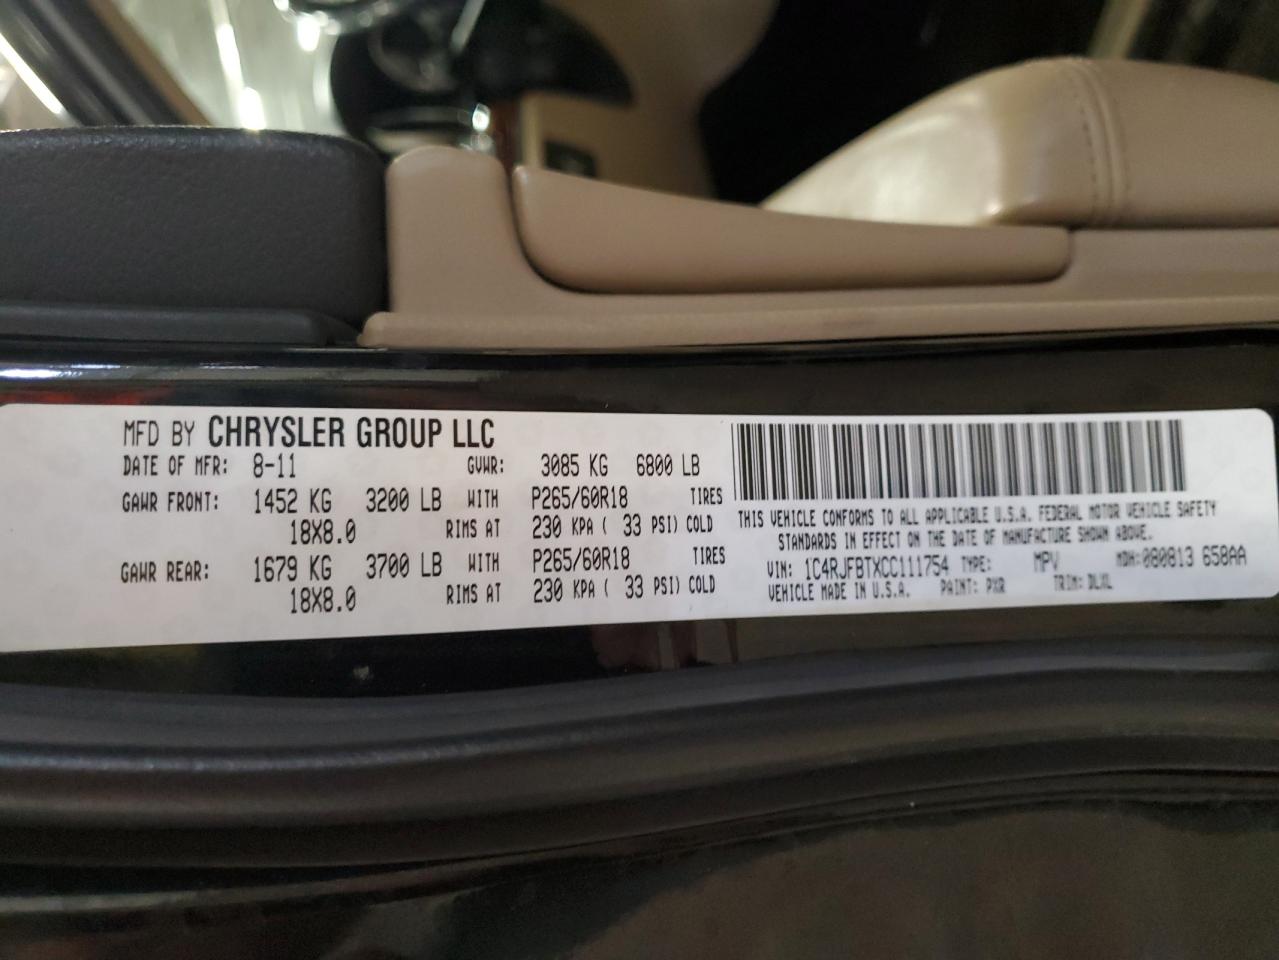 MFD BY CHRYSLER GROUP LLC
DATE OF MFR: 8-11 GVWR: 3085 KG 6800 LB
GAWR FRONT: 1452 KG 3200 LB WITH P265/60R18 TIRES
18X8.0 RIMS AT 230 KPA ( 33 PSI) COLD
GAWR REAR: 1679 KG 3700 LB WITH P265/60R18 TIRES
18X8.0 RIMS AT 230 KPA ( 33 PSI) COLD
THIS VEHICLE CONFORMS TO ALL APPLICABLE U.S.A. FEDERAL MOTOR VEHICLE SAFETY
STANDARDS IN EFFECT ON THE DATE OF MANUFACTURE SHOWN ABOVE.
VIN: 1C4RJFBTXCC111754 TYPE: MPV MDH:080813 658AA
VEHICLE MADE IN U.S.A. PAINT: PXR TRIM: DLXL